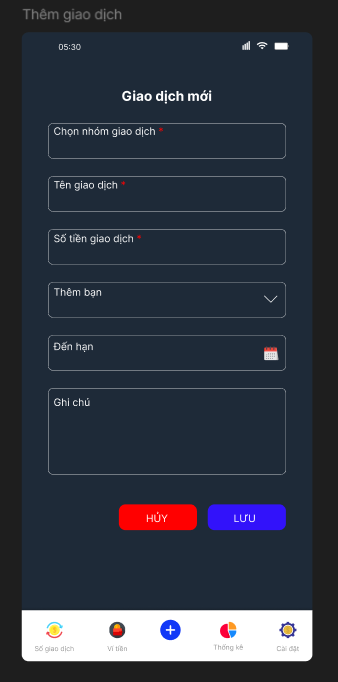 Thêm giao dịch
05:30
Giao dịch mới
Chọn nhóm giao dịch *
Tên giao dịch *
Số tiền giao dịch *
Thêm bạn
Đến hạn
Ghi chú
HỦY LƯU
Sổ giao dịch Ví tiền Thống kê Cài đặt